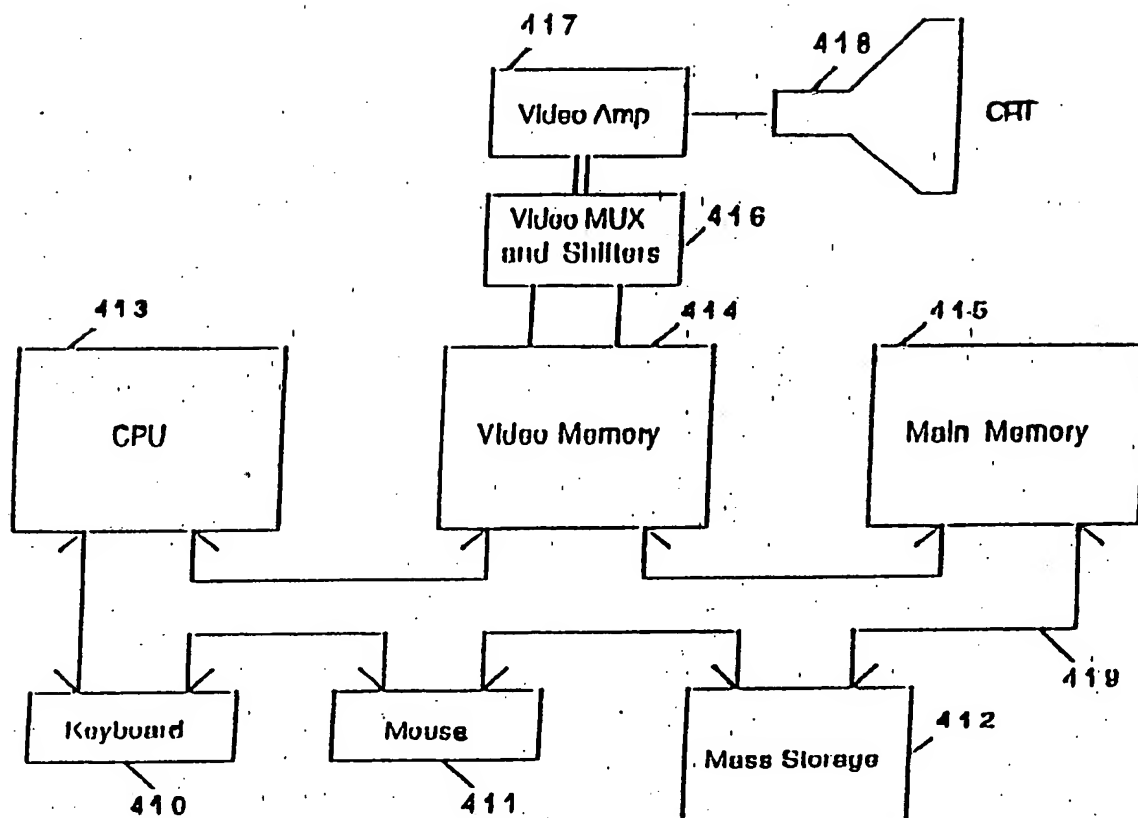 417
418
Video Amp
CRT
Video MUX
and Shifters
416
413
414
415
CPU
Video Memory
Main Memory
419
Keyboard
Mouse
Mass Storage
412
410
411